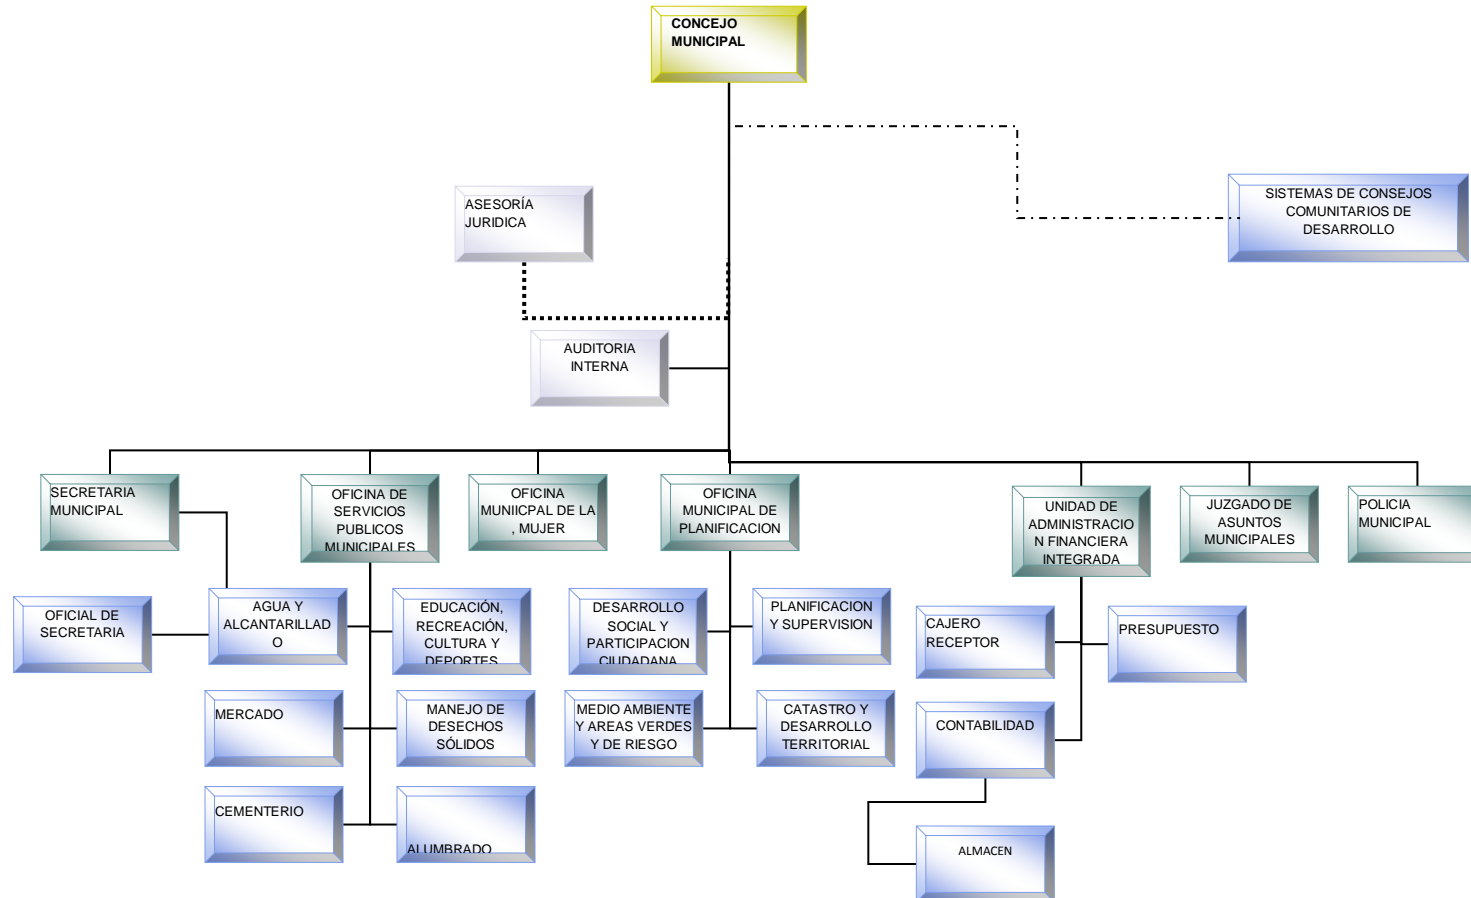 CONCEJO
MUNICIPAL
SISTEMAS DE CONSEJOS
COMUNITARIOS DE
DESARROLLO
ASESORÍA
JURIDICA
AUDITORIA
INTERNA
SECRETARIA
MUNICIPAL
OFICINA DE
SERVICIOS
PUBLICOS
MUNICIPALES
OFICINA
MUNIICPAL DE LA
, MUJER
OFICINA
MUNICIPAL DE
PLANIFICACION
UNIDAD DE
ADMINISTRACIO
N FINANCIERA
INTEGRADA
JUZGADO DE
ASUNTOS
MUNICIPALES
POLICIA
MUNICIPAL
OFICIAL DE
SECRETARIA
AGUA Y
ALCANTARILLAD
O
EDUCACIÓN,
RECREACIÓN,
CULTURA Y
DEPORTES
DESARROLLO
SOCIAL Y
PARTICIPACION
CIUDADANA
PLANIFICACION
Y SUPERVISION
CAJERO
RECEPTOR
PRESUPUESTO
MERCADO
MANEJO DE
DESECHOS
SÓLIDOS
MEDIO AMBIENTE
Y AREAS VERDES
Y DE RIESGO
CATASTRO Y
DESARROLLO
TERRITORIAL
CONTABILIDAD
CEMENTERIO
ALUMBRADO
ALMACEN